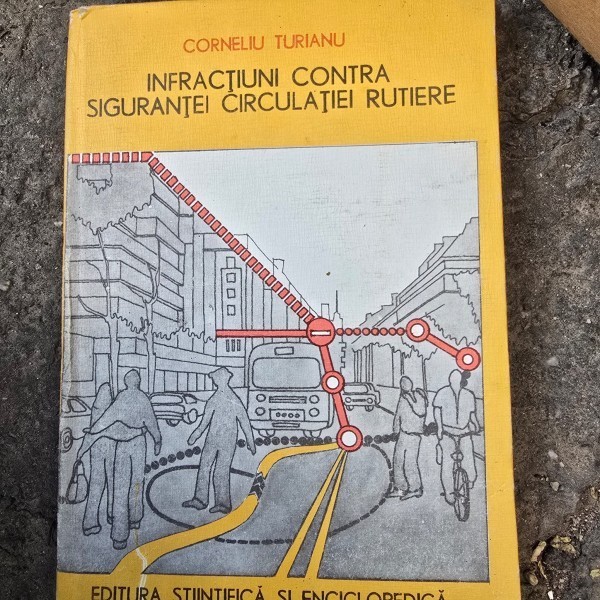 CORNELIU TURIANU
INFRACŢIUNI CONTRA
SIGURANŢEI CIRCULAŢIEI RUTIERE
EDITURA ŞTIINŢIFICĂ ŞI ENCICLOPEDICĂ